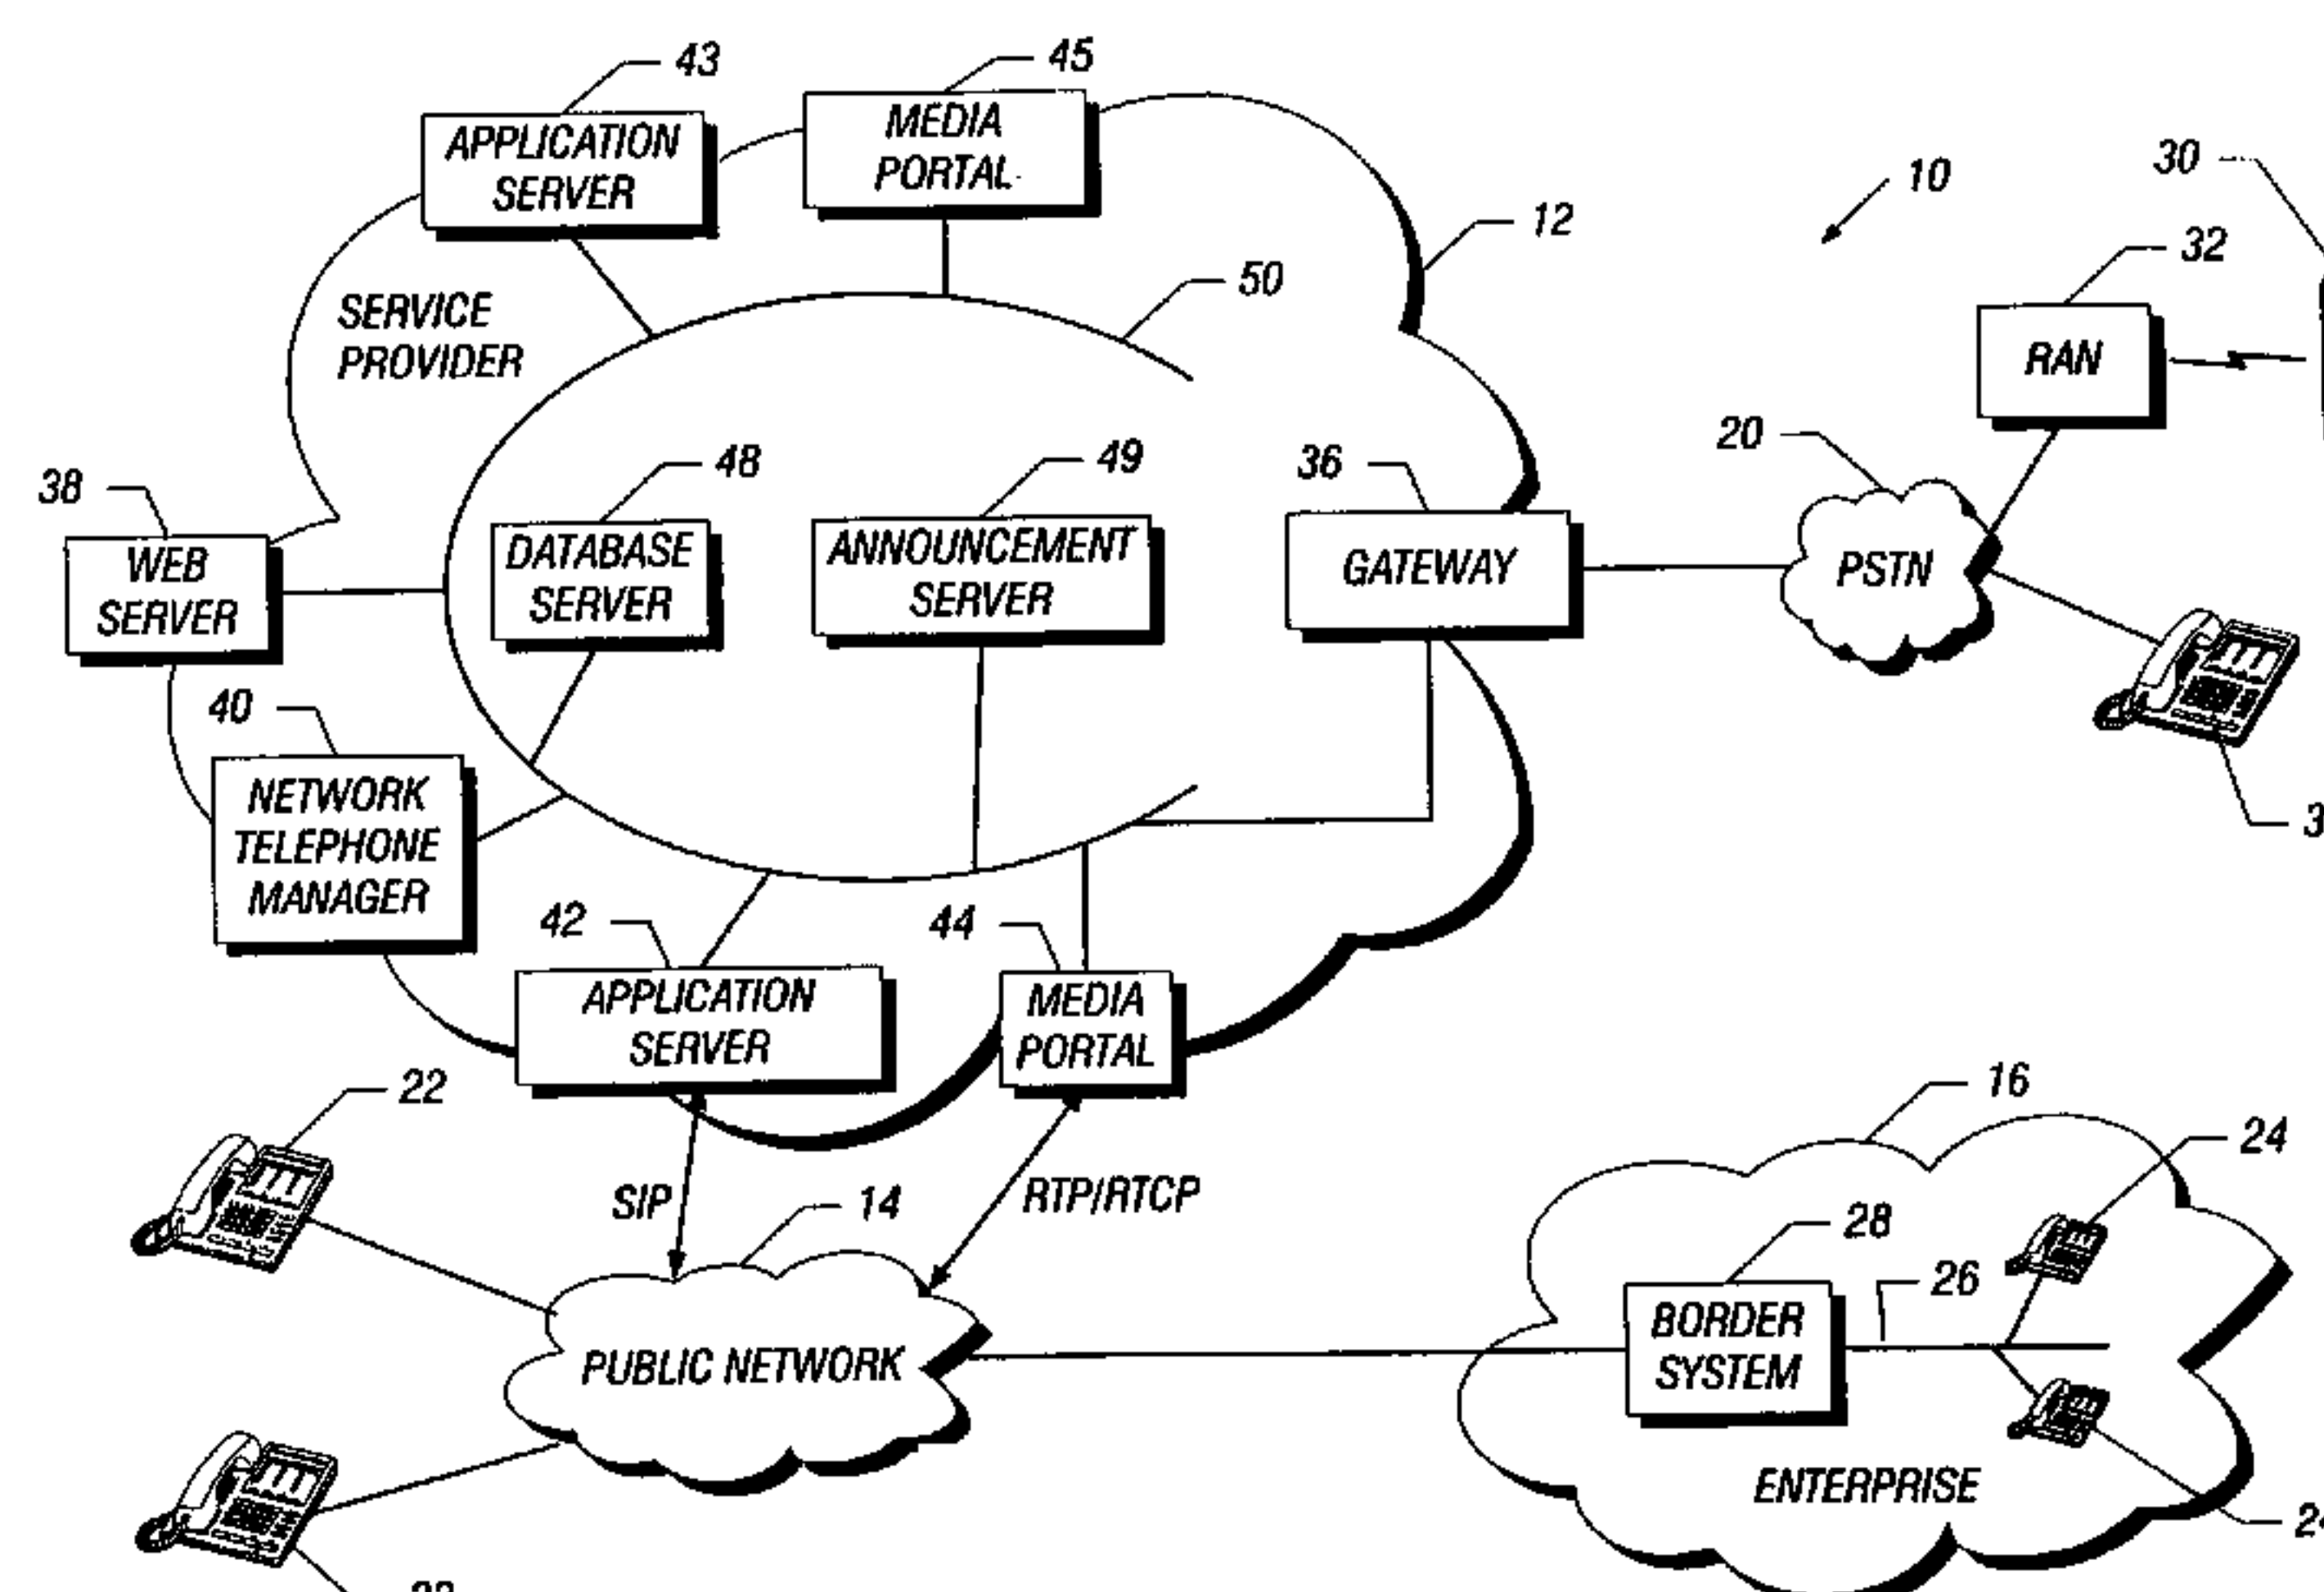 43
45
APPLICATION
SERVER
MEDIA
PORTAL
10
30
12
32
50
SERVICE
PROVIDER
RAN
20
38
48
49
36
WEB
SERVER
DATABASE
SERVER
ANNOUNCEMENT
SERVER
GATEWAY
PSTN
40
NETWORK
TELEPHONE
MANAGER
42
44
APPLICATION
SERVER
MEDIA
PORTAL
22
16
24
SIP
14
RTP/RTCP
28
26
BORDER
SYSTEM
PUBLIC NETWORK
ENTERPRISE